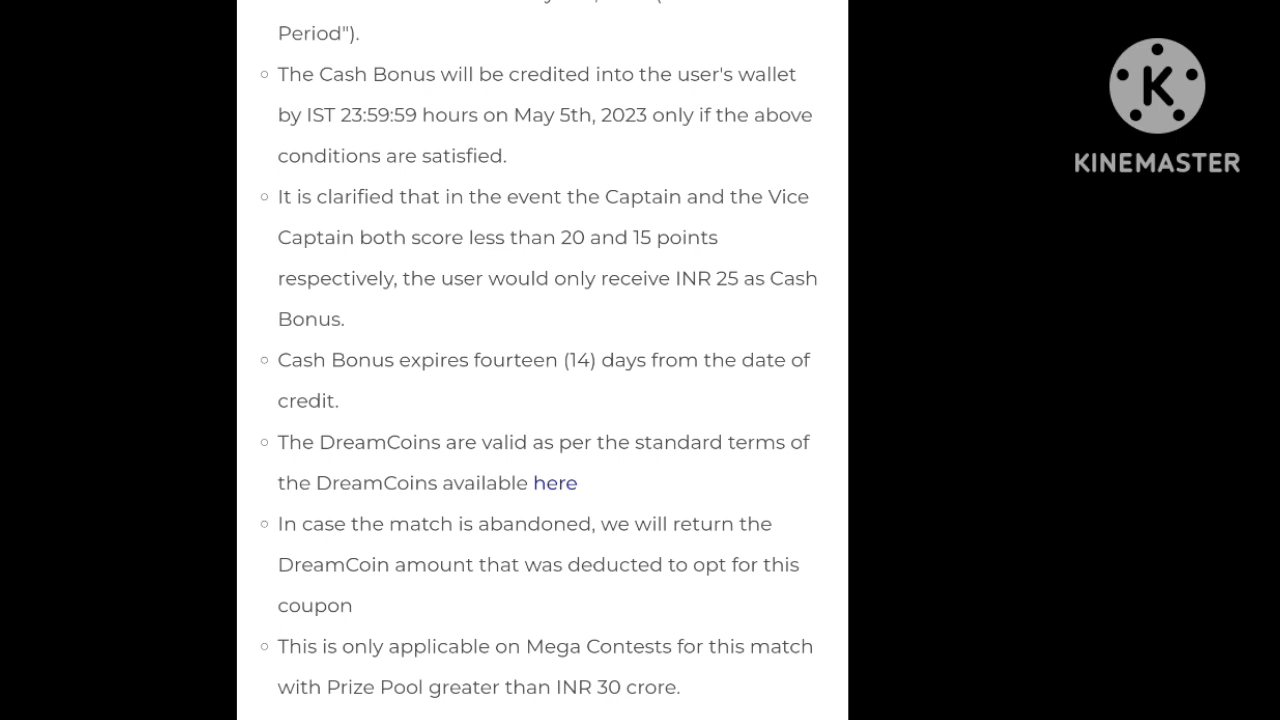 Period").
The Cash Bonus will be credited into the user's wallet
by IST 23:59:59 hours on May 5th, 2023 only if the above
conditions are satisfied.
It is clarified that in the event the Captain and the Vice
Captain both score less than 20 and 15 points
respectively, the user would only receive INR 25 as Cash
Bonus.
Cash Bonus expires fourteen (14) days from the date of
credit.
The DreamCoins are valid as per the standard terms of
the DreamCoins available here
In case the match is abandoned, we will return the
DreamCoin amount that was deducted to opt for this
coupon
This is only applicable on Mega Contests for this match
with Prize Pool greater than INR 30 crore.
K
KINEMASTER